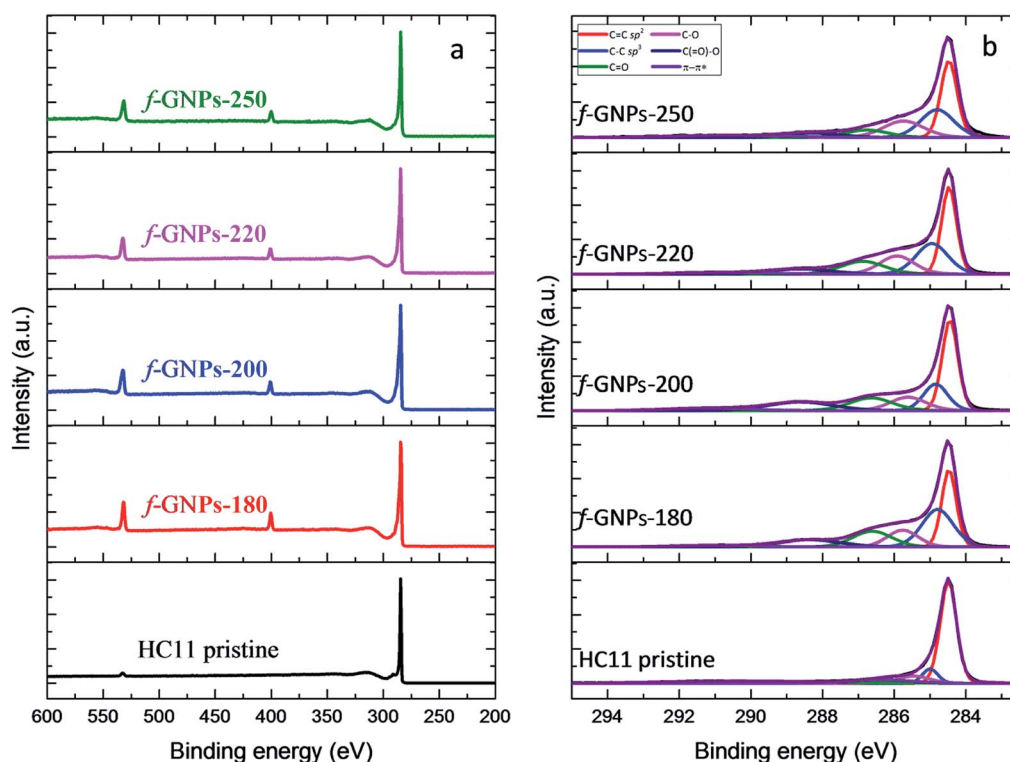 a
f-GNPs-250
f-GNPs-220
f-GNPs-200
f-GNPs-180
HC11 pristine
Intensity (a.u.)
600 550 500 450 400 350 300 250 200
Binding energy (eV)
b
C=C sp² C-O
C-C sp³ C(=O)-O
C=O π–π*
f-GNPs-250
f-GNPs-220
f-GNPs-200
f-GNPs-180
HC11 pristine
Intensity (a.u.)
294 292 290 288 286 284
Binding energy (eV)